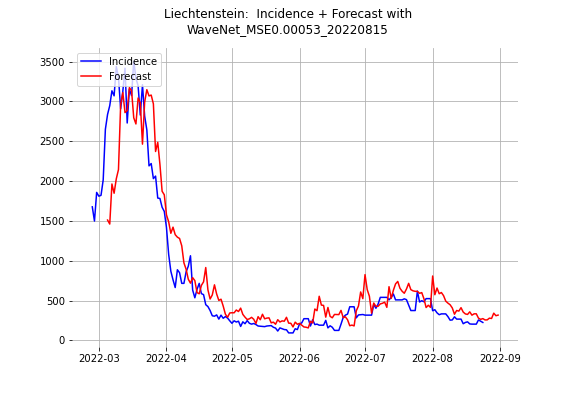 Liechtenstein:  Incidence + Forecast with
WaveNet_MSE0.00053_20220815
Incidence
Forecast
3500
3000
2500
2000
1500
1000
500
0
2022-03 2022-04 2022-05 2022-06 2022-07 2022-08 2022-09